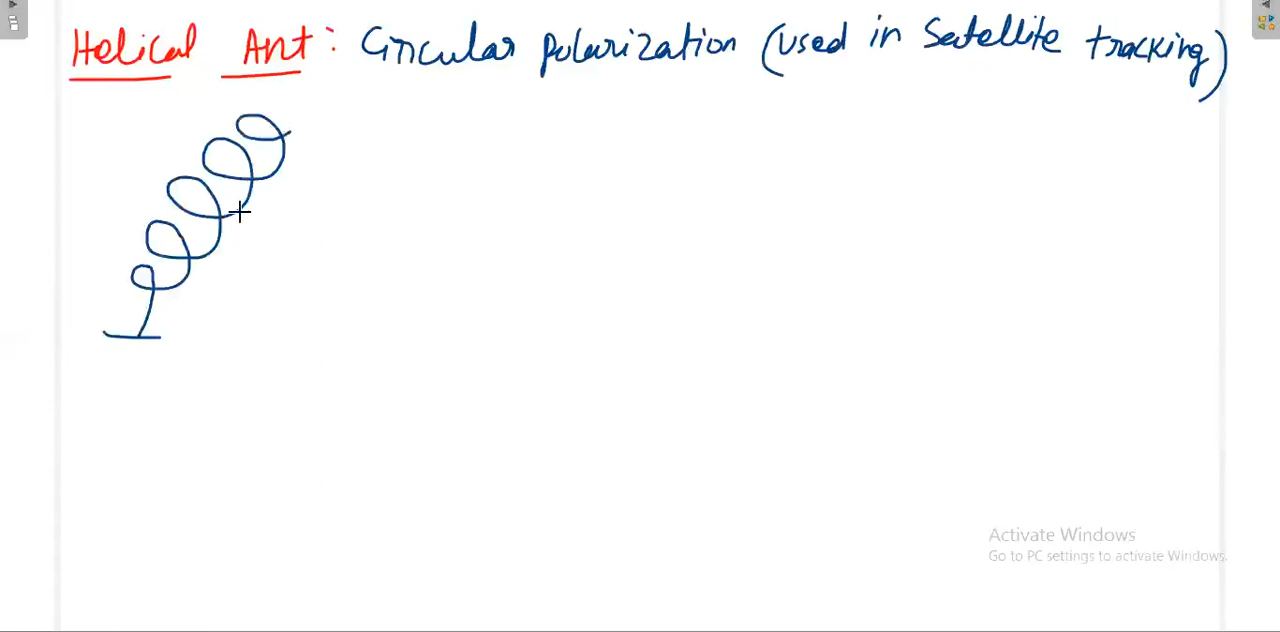 Helical Ant: Circular polarization (used in Satellite tracking)
Activate Windows
Go to PC settings to activate Windows.